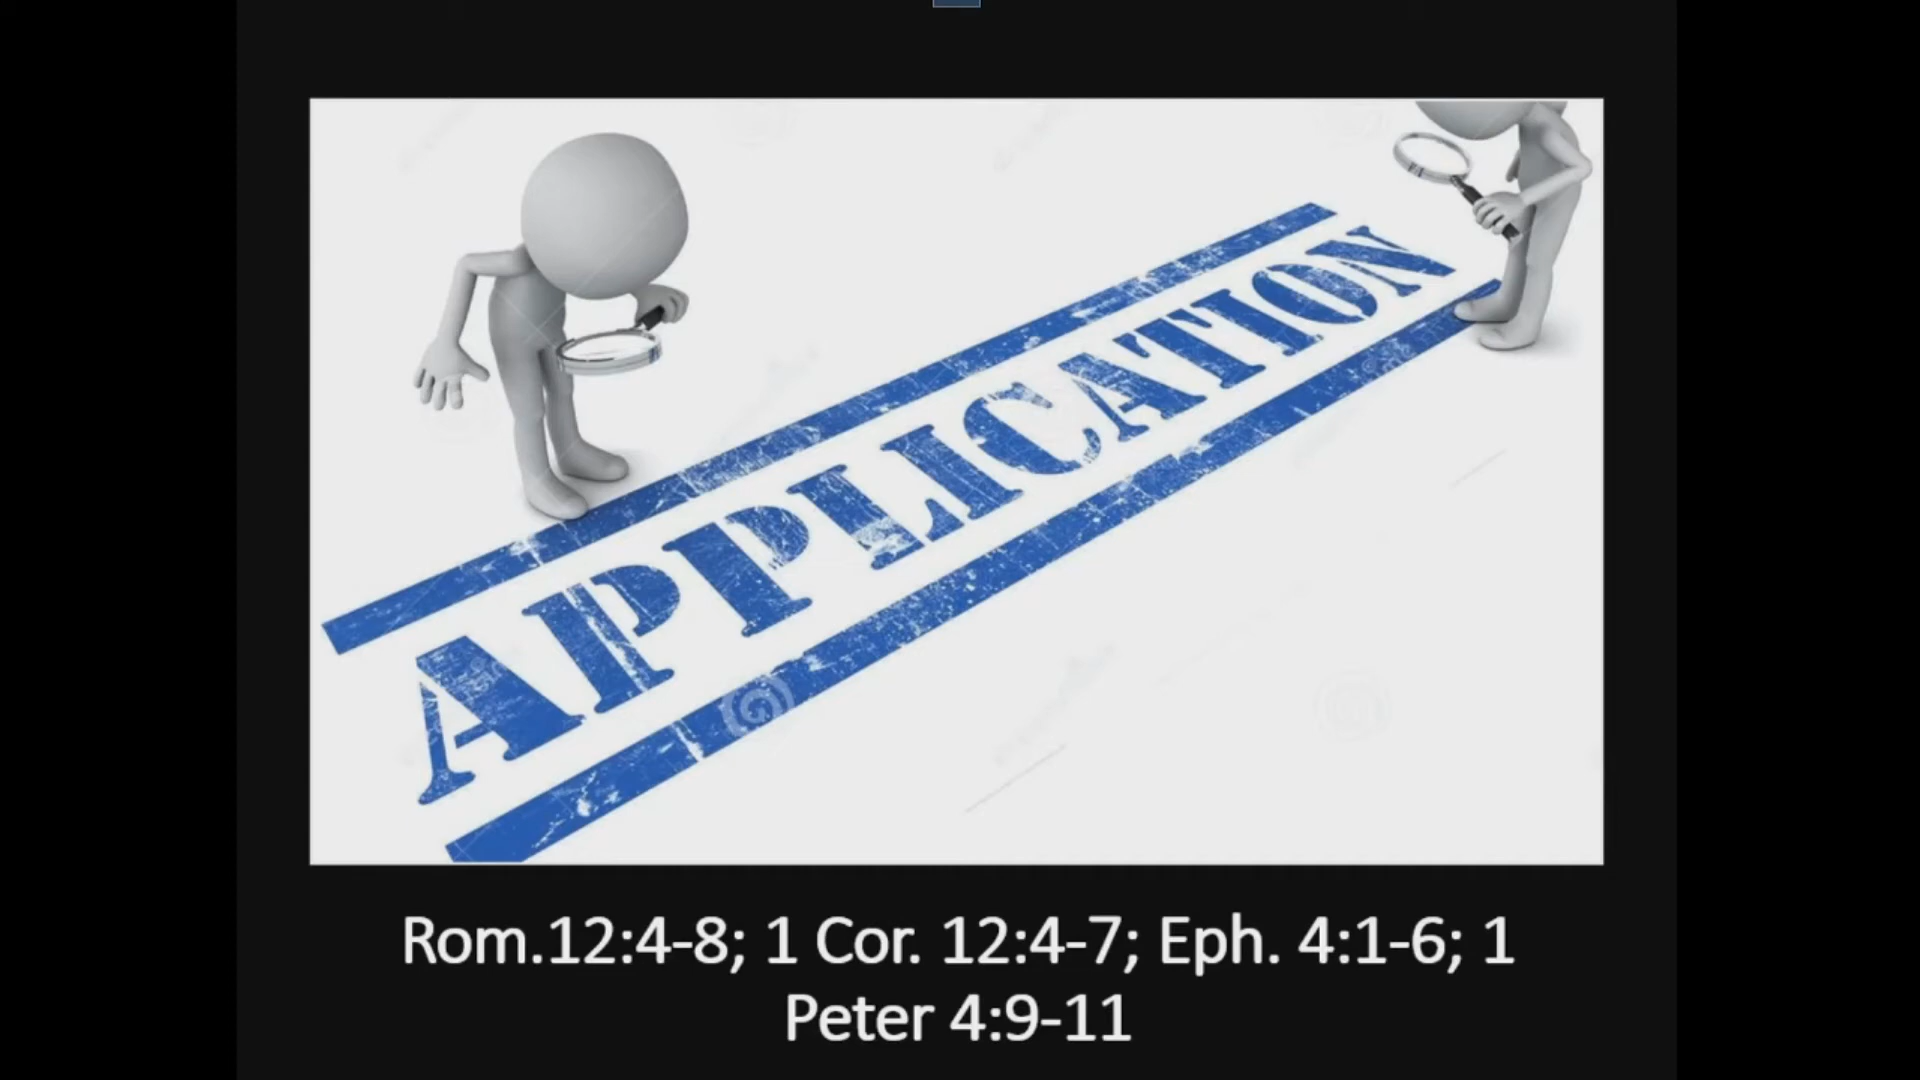 APPLICATION
Rom.12:4-8; 1 Cor. 12:4-7; Eph. 4:1-6; 1
Peter 4:9-11